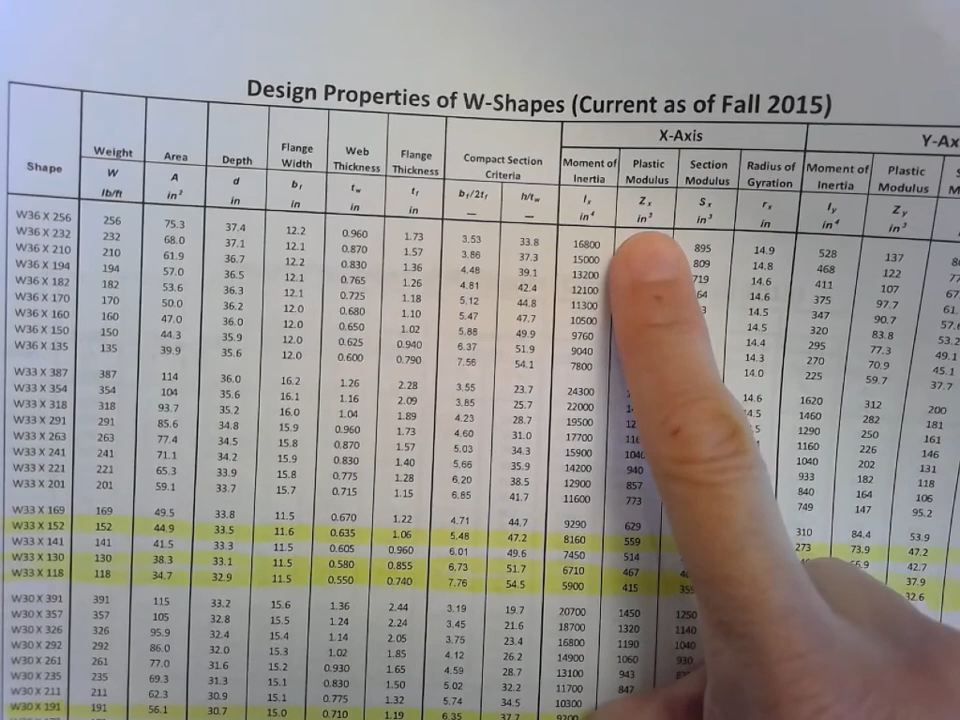 Design Properties of W-Shapes (Current as of Fall 2015)
X-Axis
Shape Weight Area Depth Flange Width Web Thickness Flange Thickness Compact Section Criteria Moment of Inertia Plastic Modulus Section Modulus Radius of Gyration Moment of Inertia Plastic Modulus
W A d bf tw tf bf/2tf h/tw Ix Zx Sx rx Iy Zy
lb/ft in² in in in in — — in⁴ in³ in³ in in⁴ in³
W36 X 256 256 75.3 37.4 12.2 0.960 1.73 3.53 33.8 16800 895 14.9 528 137
W36 X 232 232 68.0 37.1 12.1 0.870 1.57 3.86 37.3 15000 809 14.8 468 122
W36 X 210 210 61.9 36.7 12.2 0.830 1.36 4.48 39.1 13200 719 14.6 411 107
W36 X 194 194 57.0 36.5 12.1 0.765 1.26 4.81 42.4 12100 14.6 375 97.7
W36 X 182 182 53.6 36.3 12.1 0.725 1.18 5.12 44.8 11300 14.5 347 90.7
W36 X 170 170 50.0 36.2 12.0 0.680 1.10 5.47 47.7 10500 14.5 320 83.8
W36 X 160 160 47.0 36.0 12.0 0.650 1.02 5.88 49.9 9760 14.4 295 77.3 49.1
W36 X 150 150 44.3 35.9 12.0 0.625 0.940 6.37 51.9 9040 14.3 270 70.9 45.1
W36 X 135 135 39.9 35.6 12.0 0.600 0.790 7.56 54.1 7800 14.0 225 59.7 37.7
W33 X 387 387 114 36.0 16.2 1.26 2.28 3.55 23.7 24300 14.6 1620 312 200
W33 X 354 354 104 35.6 16.1 1.16 2.09 3.85 25.7 22000 1460 282 181
W33 X 318 318 93.7 35.2 16.0 1.04 1.89 4.23 28.7 19500 1290 250 161
W33 X 291 291 85.6 34.8 15.9 0.960 1.73 4.60 31.0 17700 1160 226 146
W33 X 263 263 77.4 34.5 15.8 0.870 1.57 5.03 34.3 15900 1040 202 131
W33 X 241 241 71.1 34.2 15.9 0.830 1.40 5.66 35.9 14200 940 933 182 118
W33 X 221 221 65.3 33.9 15.8 0.775 1.28 6.20 38.5 12900 857 840 164 106
W33 X 201 201 59.1 33.7 15.7 0.715 1.15 6.85 41.7 11600 773 749 147 95.2
W33 X 169 169 49.5 33.8 11.5 0.670 1.22 4.71 44.7 9290 629 310 84.4 53.9
W33 X 152 152 44.9 33.5 11.6 0.635 1.06 5.48 47.2 8160 559 273 73.9 47.2
W33 X 141 141 41.5 33.3 11.5 0.605 0.960 6.01 49.6 7450 514 42.7
W33 X 130 130 38.3 33.1 11.5 0.580 0.855 6.73 51.7 6710 467 37.9
W33 X 118 118 34.7 32.9 11.5 0.550 0.740 7.76 54.5 5900 415 32.6
W30 X 391 391 115 33.2 15.6 1.36 2.44 3.19 19.7 20700 1450 1250
W30 X 357 357 105 32.8 15.5 1.24 2.24 3.45 21.6 18700 1320 1140
W30 X 326 326 95.9 32.4 15.4 1.14 2.05 3.75 23.4 16800 1190 1040
W30 X 292 292 86.0 32.0 15.3 1.02 1.85 4.12 26.2 14900 1060 930
W30 X 261 261 77.0 31.6 15.2 0.930 1.65 4.59 28.7 13100 943
W30 X 235 235 69.3 31.3 15.1 0.830 1.50 5.02 32.2 11700 847
W30 X 211 211 62.3 30.9 15.1 0.775 1.32 5.74 34.5 10300
W30 X 191 191 56.1 30.7 15.0 0.710 1.19 6.35 37.7 9200